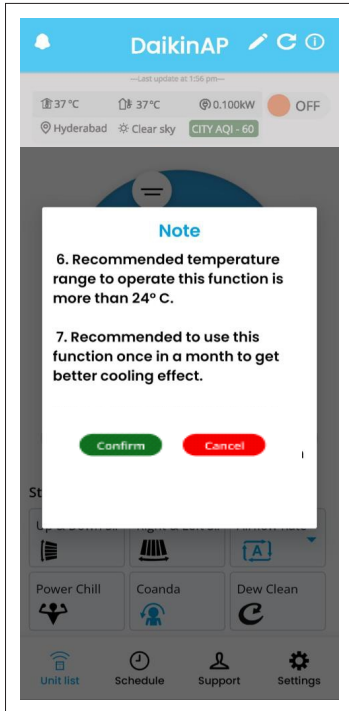 DaikinAP
—Last update at 1:56 pm—
37 °C 37 °C 0.100kW OFF
Hyderabad Clear sky CITY AQI - 60
Note
6. Recommended temperature
range to operate this function is
more than 24° C.
7. Recommended to use this
function once in a month to get
better cooling effect.
Confirm Cancel
St
A
Power Chill Coanda Dew Clean
Unit list Schedule Support Settings